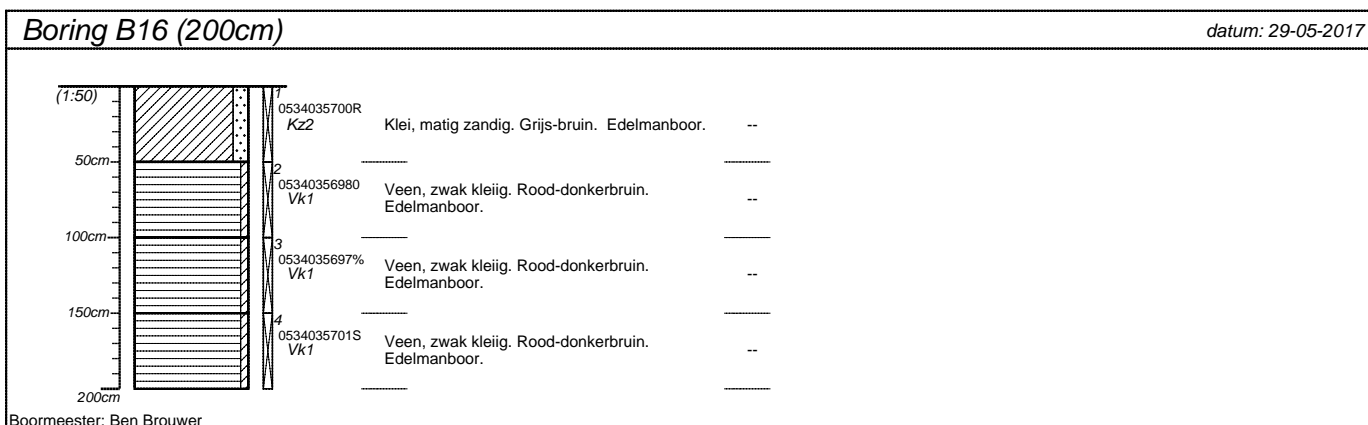 Boring B16 (200cm)
datum: 29-05-2017
(1:50)
1
0534035700R
Kz2
Klei, matig zandig. Grijs-bruin. Edelmanboor.
--
50cm
2
05340356980
Vk1
Veen, zwak kleiig. Rood-donkerbruin.
Edelmanboor.
--
100cm
3
0534035697%
Vk1
Veen, zwak kleiig. Rood-donkerbruin.
Edelmanboor.
--
150cm
4
0534035701S
Vk1
Veen, zwak kleiig. Rood-donkerbruin.
Edelmanboor.
--
200cm
Boormeester: Ben Brouwer